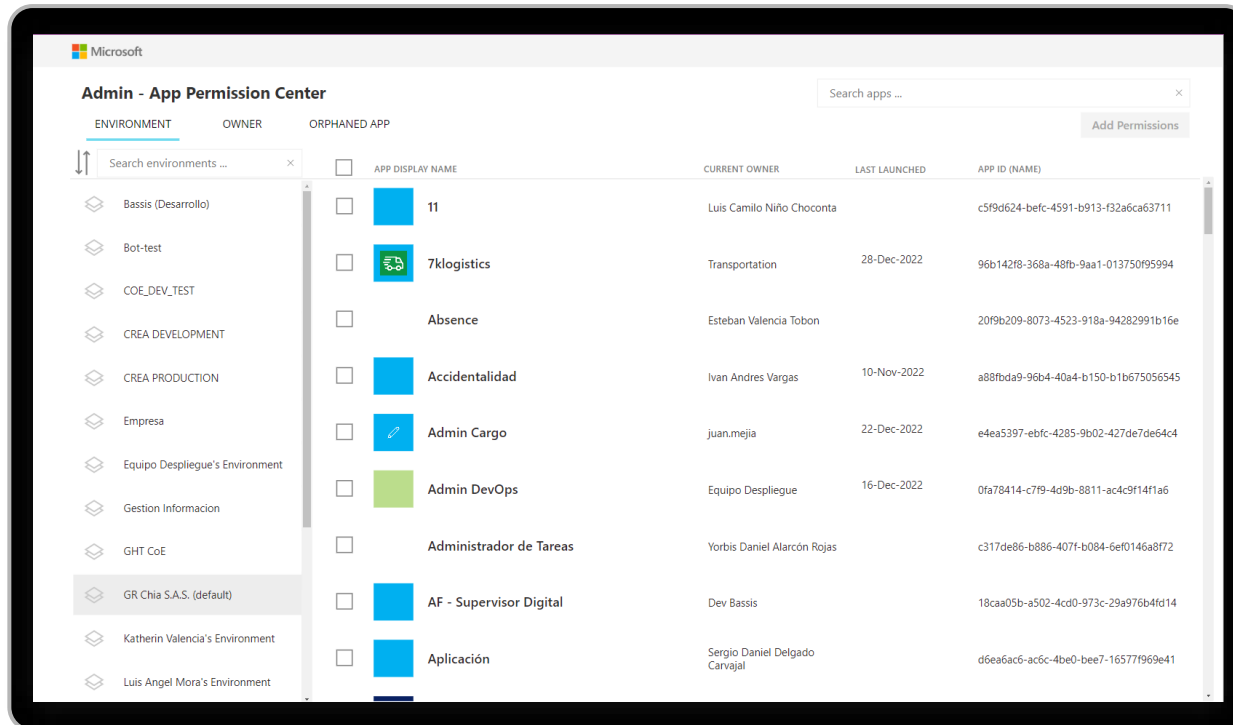 Microsoft
Admin - App Permission Center
Search apps ...
ENVIRONMENT OWNER ORPHANED APP
Add Permissions
Search environments ...
APP DISPLAY NAME CURRENT OWNER LAST LAUNCHED APP ID (NAME)
Bassis (Desarrollo)
Bot-test
COE_DEV_TEST
CREA DEVELOPMENT
CREA PRODUCTION
Empresa
Equipo Despliegue's Environment
Gestion Informacion
GHT CoE
GR Chia S.A.S. (default)
Katherin Valencia's Environment
Luis Angel Mora's Environment
11 Luis Camilo Niño Choconta c5f9d624-befc-4591-b913-f32a6ca63711
7klogistics Transportation 28-Dec-2022 96b142f8-368a-48fb-9aa1-013750f95994
Absence Esteban Valencia Tobon 20f9b209-8073-4523-918a-94282991b16e
Accidentalidad Ivan Andres Vargas 10-Nov-2022 a88fbda9-96b4-40a4-b150-b1b675056545
Admin Cargo juan.mejia 22-Dec-2022 e4ea5397-ebfc-4285-9b02-427de7de64c4
Admin DevOps Equipo Despliegue 16-Dec-2022 0fa78414-c7f9-4d9b-8811-ac4c9f14f1a6
Administrador de Tareas Yorbis Daniel Alarcón Rojas c317de86-b886-407f-b084-6ef0146a8f72
AF - Supervisor Digital Dev Bassis 18caa05b-a502-4cd0-973c-29a976b4fd14
Aplicación Sergio Daniel Delgado Carvajal d6ea6ac6-ac6c-4be0-bee7-16577f969e41